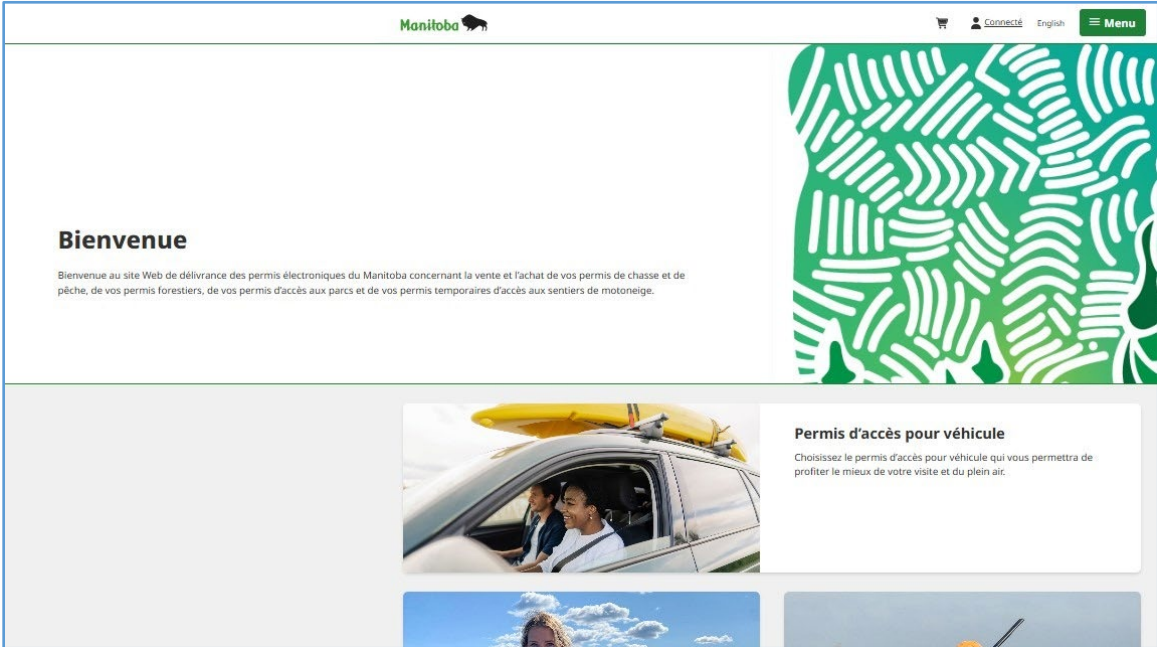 Manitoba
Connecté
English
Menu
Bienvenue
Bienvenue au site Web de délivrance des permis électroniques du Manitoba concernant la vente et l'achat de vos permis de chasse et de
pêche, de vos permis forestiers, de vos permis d'accès aux parcs et de vos permis temporaires d'accès aux sentiers de motoneige.
Permis d’accès pour véhicule
Choisissez le permis d'accès pour véhicule qui vous permettra de
profiter le mieux de votre visite et du plein air.